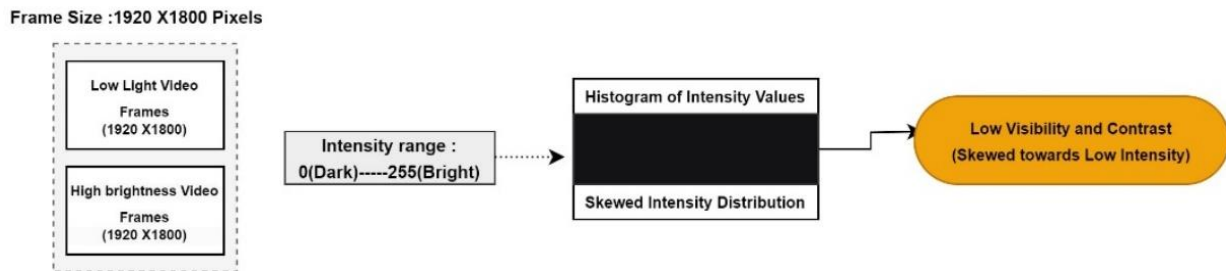 Frame Size :1920 X1800 Pixels
Low Light Video
Frames
(1920 X1800)
High brightness Video
Frames
(1920 X1800)
Intensity range :
0(Dark)-----255(Bright)
Histogram of Intensity Values
Skewed Intensity Distribution
Low Visibility and Contrast
(Skewed towards Low Intensity)